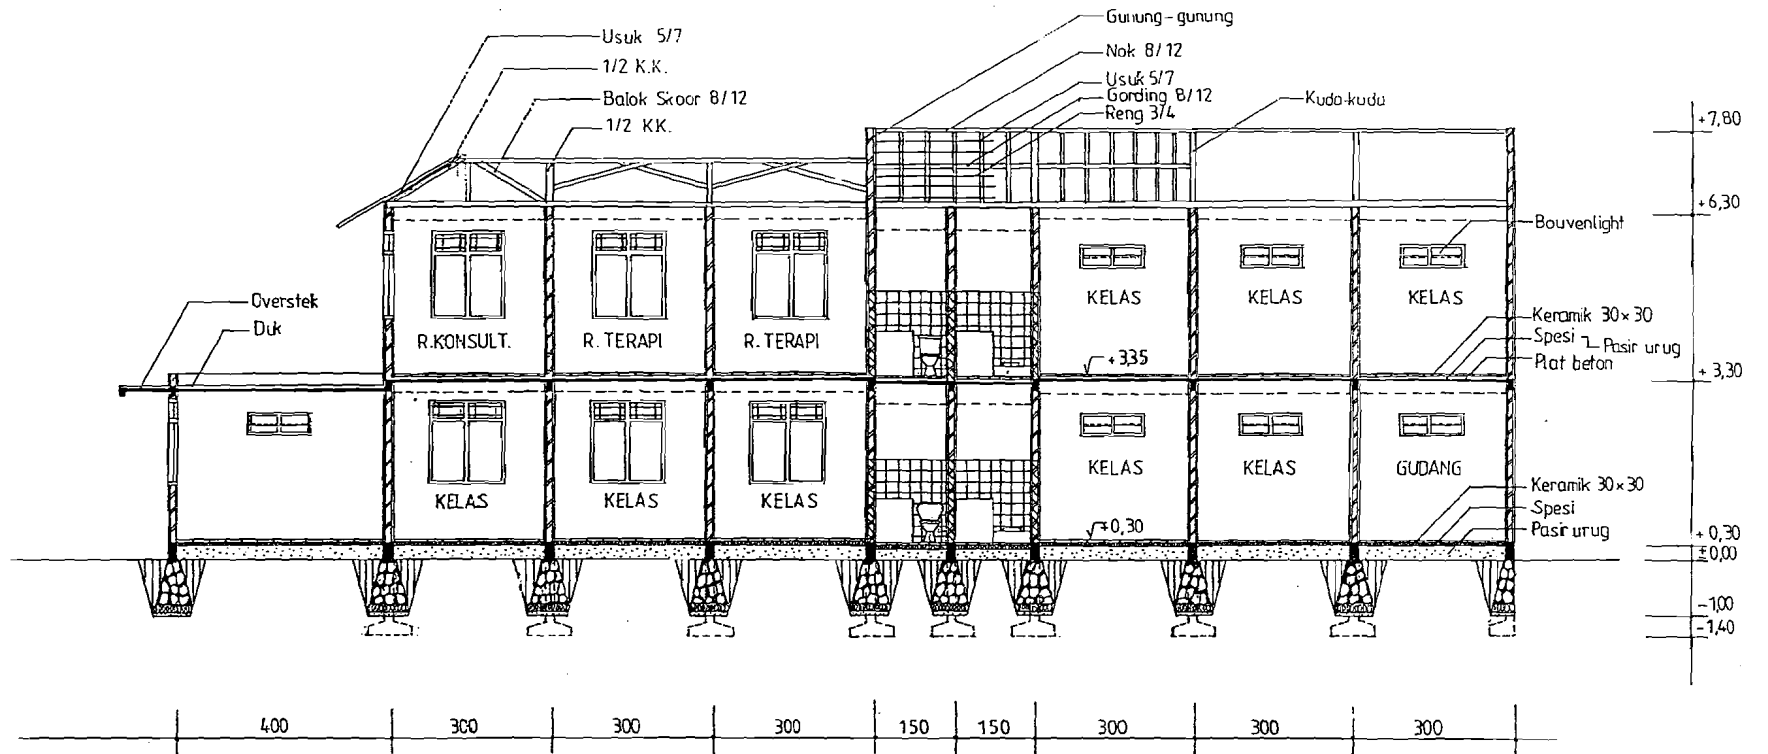 Usuk 5/7
1/2 K.K.
Balok Skoor 8/12
1/2 KK.
Gunung-gunung
Nok 8/12
Usuk 5/7
Gording 8/12
Reng 3/4
Kuda-kuda
+7,80
+6,30
Bouvenlight
KELAS KELAS KELAS
Overstek
Duk
R.KONSULT. R. TERAPI R. TERAPI
+3,35
Keramik 30×30
Spesi Pasir urug
Plat beton
+3,30
KELAS KELAS GUDANG
KELAS KELAS KELAS
+0,30
Keramik 30×30
Spesi
Pasir urug
+0,30
±0,00
-1,00
-1,40
400 300 300 300 150 150 300 300 300